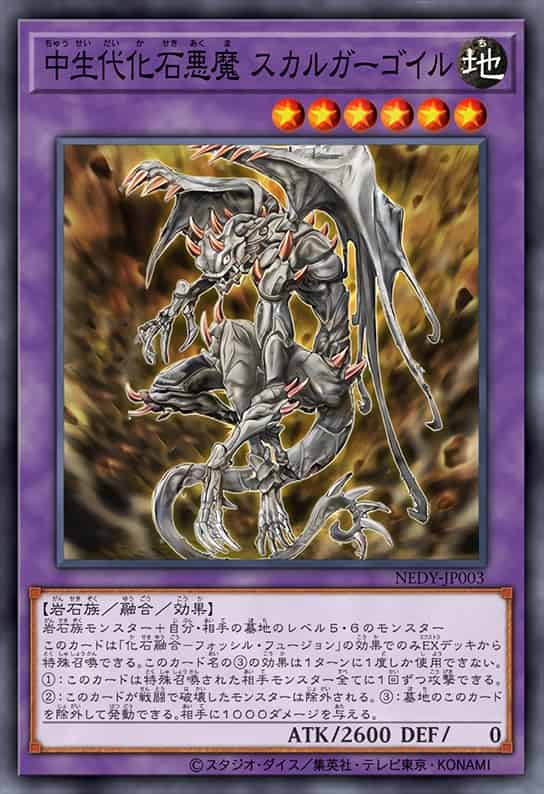 中生代化石悪魔 スカルガーゴイル
地
NEDY-JP003
【岩石族／融合／効果】
岩石族モンスター＋自分・相手の墓地のレベル５・６のモンスター
このカードは「化石融合－フォッシル・フュージョン」の効果でのみEXデッキから
特殊召喚できる。このカード名の③の効果は１ターンに１度しか使用できない。
①：このカードは特殊召喚された相手モンスター全てに１回ずつ攻撃できる。
②：このカードが戦闘で破壊したモンスターは除外される。③：墓地のこのカード
を除外して発動できる。相手に１０００ダメージを与える。
ATK/2600 DEF/ 0
©スタジオ・ダイス／集英社・テレビ東京・KONAMI